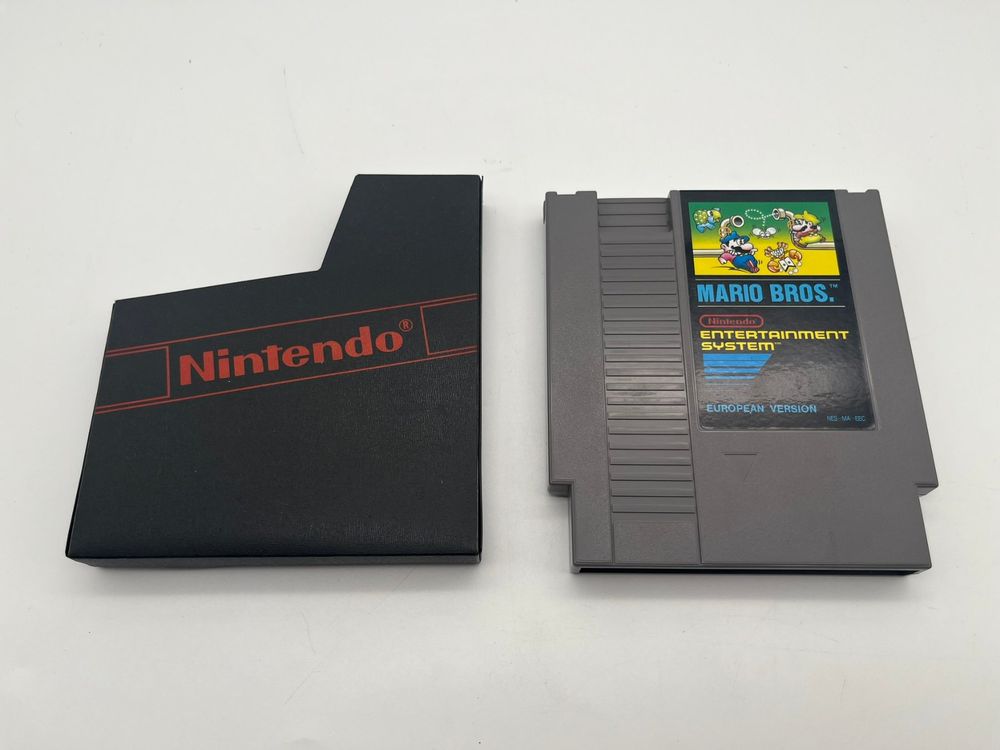 Nintendo®
MARIO BROS.™
Nintendo
ENTERTAINMENT
SYSTEM™
EUROPEAN VERSION
NES-MA-EEC